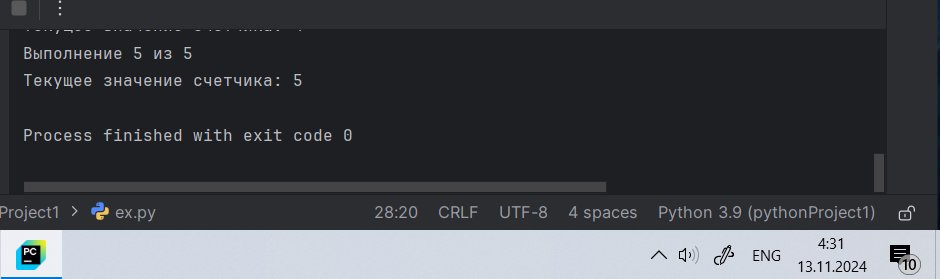 Текущее значение счетчика: 4
Выполнение 5 из 5
Текущее значение счетчика: 5
Process finished with exit code 0
Project1 > ex.py 28:20 CRLF UTF-8 4 spaces Python 3.9 (pythonProject1)
PC ENG 4:31
13.11.2024 10